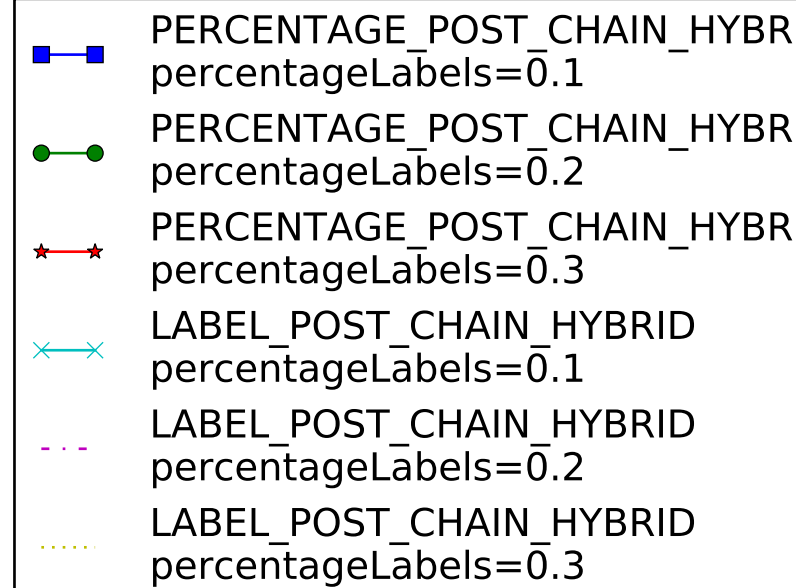 PERCENTAGE_POST_CHAIN_HYBR
percentageLabels=0.1
PERCENTAGE_POST_CHAIN_HYBR
percentageLabels=0.2
PERCENTAGE_POST_CHAIN_HYBR
percentageLabels=0.3
LABEL_POST_CHAIN_HYBRID
percentageLabels=0.1
LABEL_POST_CHAIN_HYBRID
percentageLabels=0.2
LABEL_POST_CHAIN_HYBRID
percentageLabels=0.3